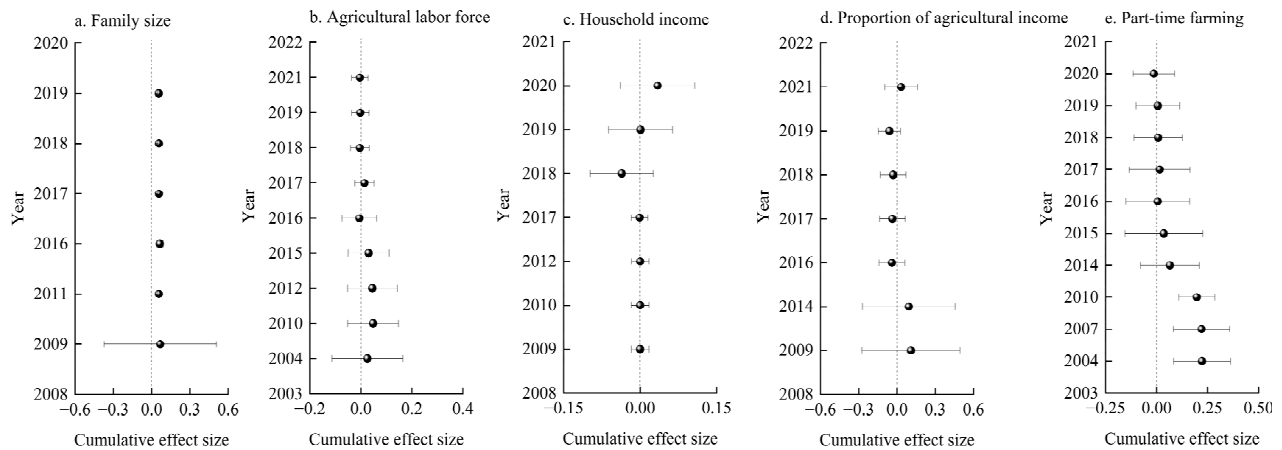 a. Family size
2020
2019
2018
2017
2016
2011
2009
2008
−0.6 −0.3 0.0 0.3 0.6
Year
Cumulative effect size
b. Agricultural labor force
2022
2021
2019
2018
2017
2016
2015
2012
2010
2004
2003
−0.2 0.0 0.2 0.4
Year
Cumulative effect size
c. Household income
2021
2020
2019
2018
2017
2012
2010
2009
2008
−0.15 0.00 0.15
Year
Cumulative effect size
d. Proportion of agricultural income
2022
2021
2019
2018
2017
2016
2014
2009
2008
−0.6 −0.3 0.0 0.3 0.6
Year
Cumulative effect size
e. Part-time farming
2021
2020
2019
2018
2017
2016
2015
2014
2010
2007
2004
2003
−0.25 0.00 0.25 0.50
Year
Cumulative effect size